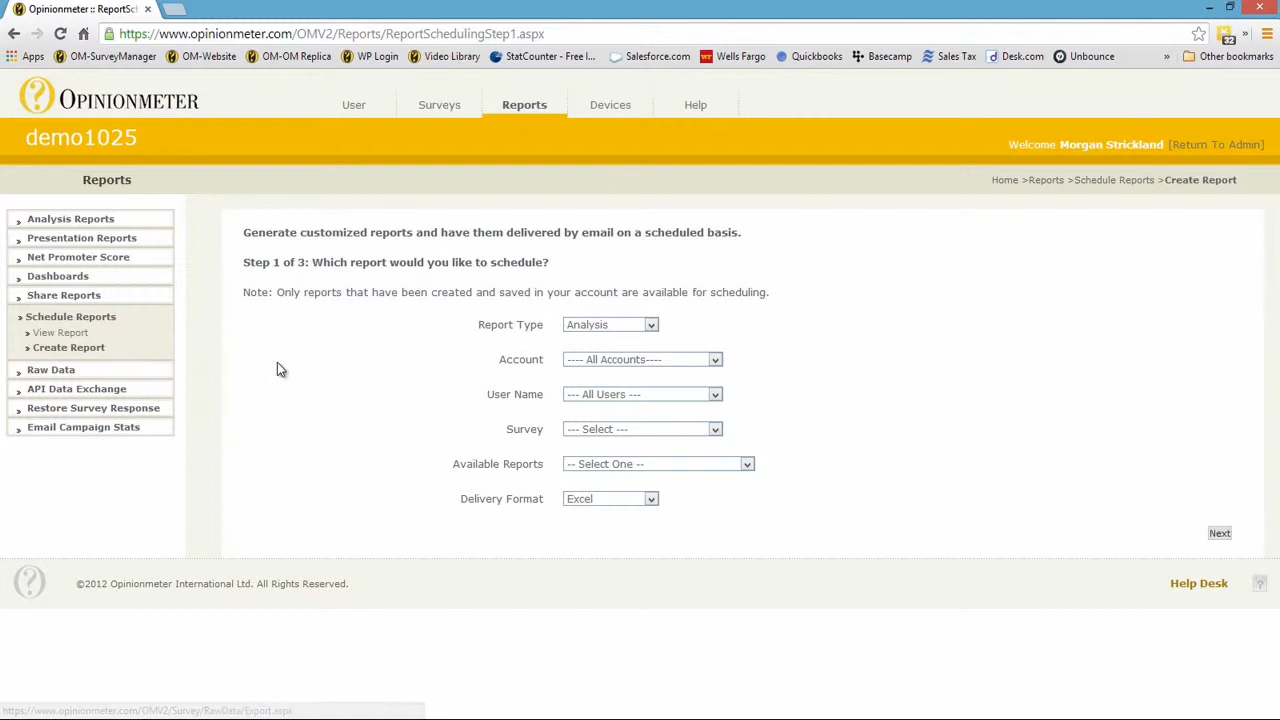 Opinionmeter :: ReportSch
https://www.opinionmeter.com/OMV2/Reports/ReportSchedulingStep1.aspx
32
Apps OM-SurveyManager OM-Website OM-OM Replica WP Login Video Library StatCounter - Free I... Salesforce.com Wells Fargo Quickbooks Basecamp Sales Tax Desk.com Unbounce » Other bookmarks
OPINIONMETER
User Surveys Reports Devices Help
demo1025
Welcome Morgan Strickland [Return To Admin]
Reports
Home >Reports >Schedule Reports >Create Report
Analysis Reports
Presentation Reports
Net Promoter Score
Dashboards
Share Reports
Schedule Reports
View Report
Create Report
Raw Data
API Data Exchange
Restore Survey Response
Email Campaign Stats
Generate customized reports and have them delivered by email on a scheduled basis.
Step 1 of 3: Which report would you like to schedule?
Note: Only reports that have been created and saved in your account are available for scheduling.
Report Type Analysis
Account ---- All Accounts----
User Name --- All Users ---
Survey --- Select ---
Available Reports -- Select One --
Delivery Format Excel
Next
©2012 Opinionmeter International Ltd. All Rights Reserved.
Help Desk ?
https://www.opinionmeter.com/OMV2/Survey/RawData/Export.aspx